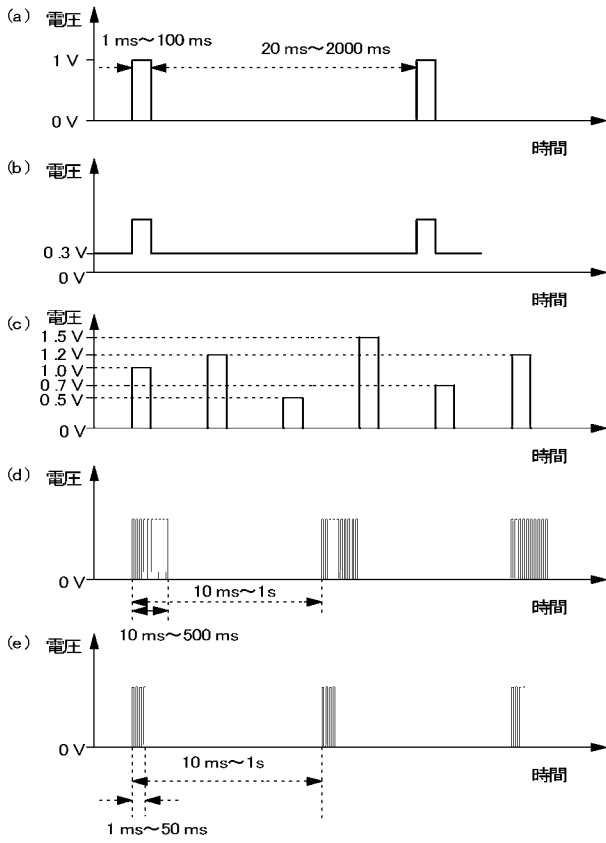 (a) 電圧
1 ms～100 ms
20 ms～2000 ms
1 V
0 V
時間
(b) 電圧
0 .3 V
0 V
時間
(c) 電圧
1.5 V
1.2 V
1.0 V
0.7 V
0.5 V
0 V
時間
(d) 電圧
0 V
10 ms～1s
時間
10 ms～500 ms
(e) 電圧
0 V
10 ms～1s
時間
1 ms～50 ms